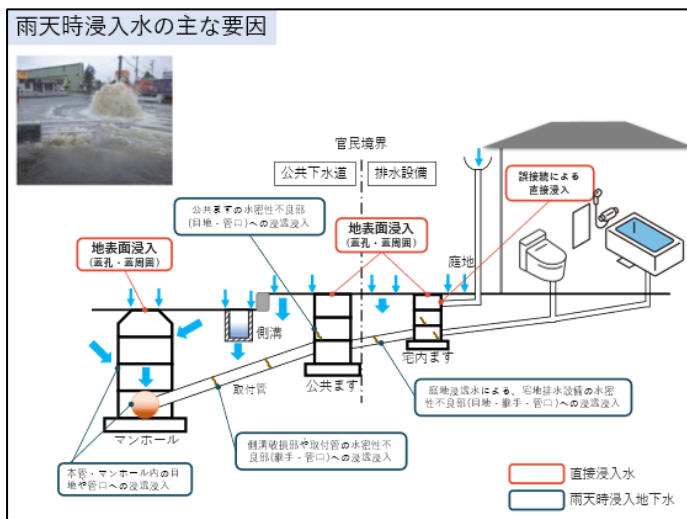 雨天時浸入水の主な要因
官民境界
公共下水道
排水設備
誤接続による
直接浸入
公共ますの水密性不良部
(目地・管口)への浸透浸入
地表面浸入
(蓋孔・蓋周囲)
地表面浸入
(蓋孔・蓋周囲)
庭地
側溝
取付管
公共ます
宅内ます
マンホール
庭地浸透水による、宅地排水設備の水密
性不良部(目地・継手・管口)への浸透浸入
側溝破損部や取付管の水密性不
良部(継手・管口)への浸透浸入
本管・マンホール内の目
地や管口への浸透浸入
直接浸入水
雨天時浸入地下水